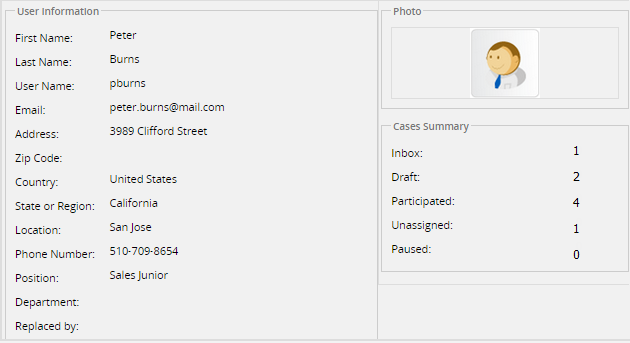 User Information
First Name: Peter
Last Name: Burns
User Name: pburns
Email: peter.burns@mail.com
Address: 3989 Clifford Street
Zip Code:
Country: United States
State or Region: California
Location: San Jose
Phone Number: 510-709-8654
Position: Sales Junior
Department:
Replaced by:
Photo
Cases Summary
Inbox: 1
Draft: 2
Participated: 4
Unassigned: 1
Paused: 0